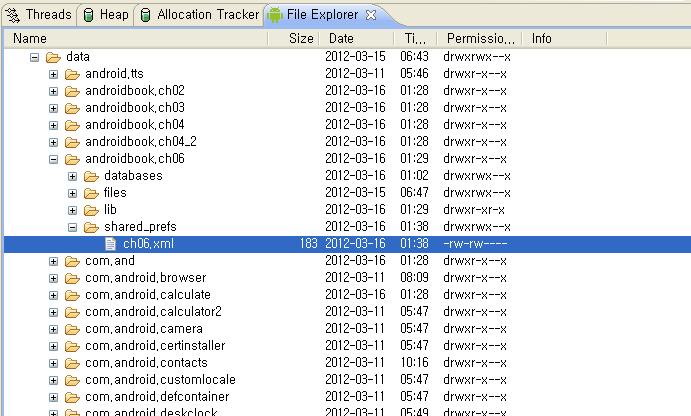 Threads Heap Allocation Tracker File Explorer
Name Size Date Ti... Permissio... Info
data 2012-03-15 06:43 drwxrwx--x
android.tts 2012-03-11 05:46 drwxr-x--x
androidbook.ch02 2012-03-16 01:28 drwxr-x--x
androidbook.ch03 2012-03-16 01:28 drwxr-x--x
androidbook.ch04 2012-03-16 01:28 drwxr-x--x
androidbook.ch04_2 2012-03-16 01:28 drwxr-x--x
androidbook.ch06 2012-03-16 01:29 drwxr-x--x
databases 2012-03-16 01:02 drwxrwx--x
files 2012-03-15 06:47 drwxrwx--x
lib 2012-03-16 01:29 drwxr-xr-x
shared_prefs 2012-03-16 01:38 drwxrwx--x
ch06.xml 183 2012-03-16 01:38 -rw-rw----
com.and 2012-03-16 01:28 drwxr-x--x
com.android.browser 2012-03-11 08:09 drwxr-x--x
com.android.calculate 2012-03-16 01:28 drwxr-x--x
com.android.calculator2 2012-03-11 05:47 drwxr-x--x
com.android.camera 2012-03-11 05:47 drwxr-x--x
com.android.certinstaller 2012-03-11 05:47 drwxr-x--x
com.android.contacts 2012-03-11 10:16 drwxr-x--x
com.android.customlocale 2012-03-11 05:47 drwxr-x--x
com.android.defcontainer 2012-03-11 05:47 drwxr-x--x
com.android.deskclock 2012-03-11 05:47 drwxr-x--x